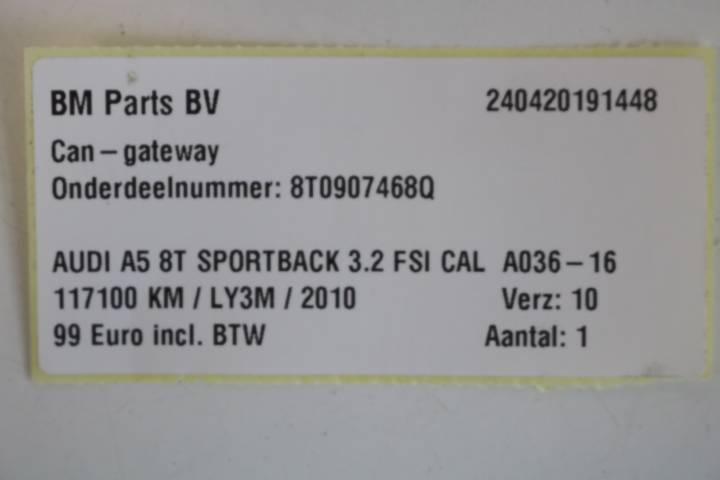 BM Parts BV 240420191448
Can-gateway
Onderdeelnummer: 8T0907468Q
AUDI A5 8T SPORTBACK 3.2 FSI CAL A036-16
117100 KM / LY3M / 2010 Verz: 10
99 Euro incl. BTW Aantal: 1